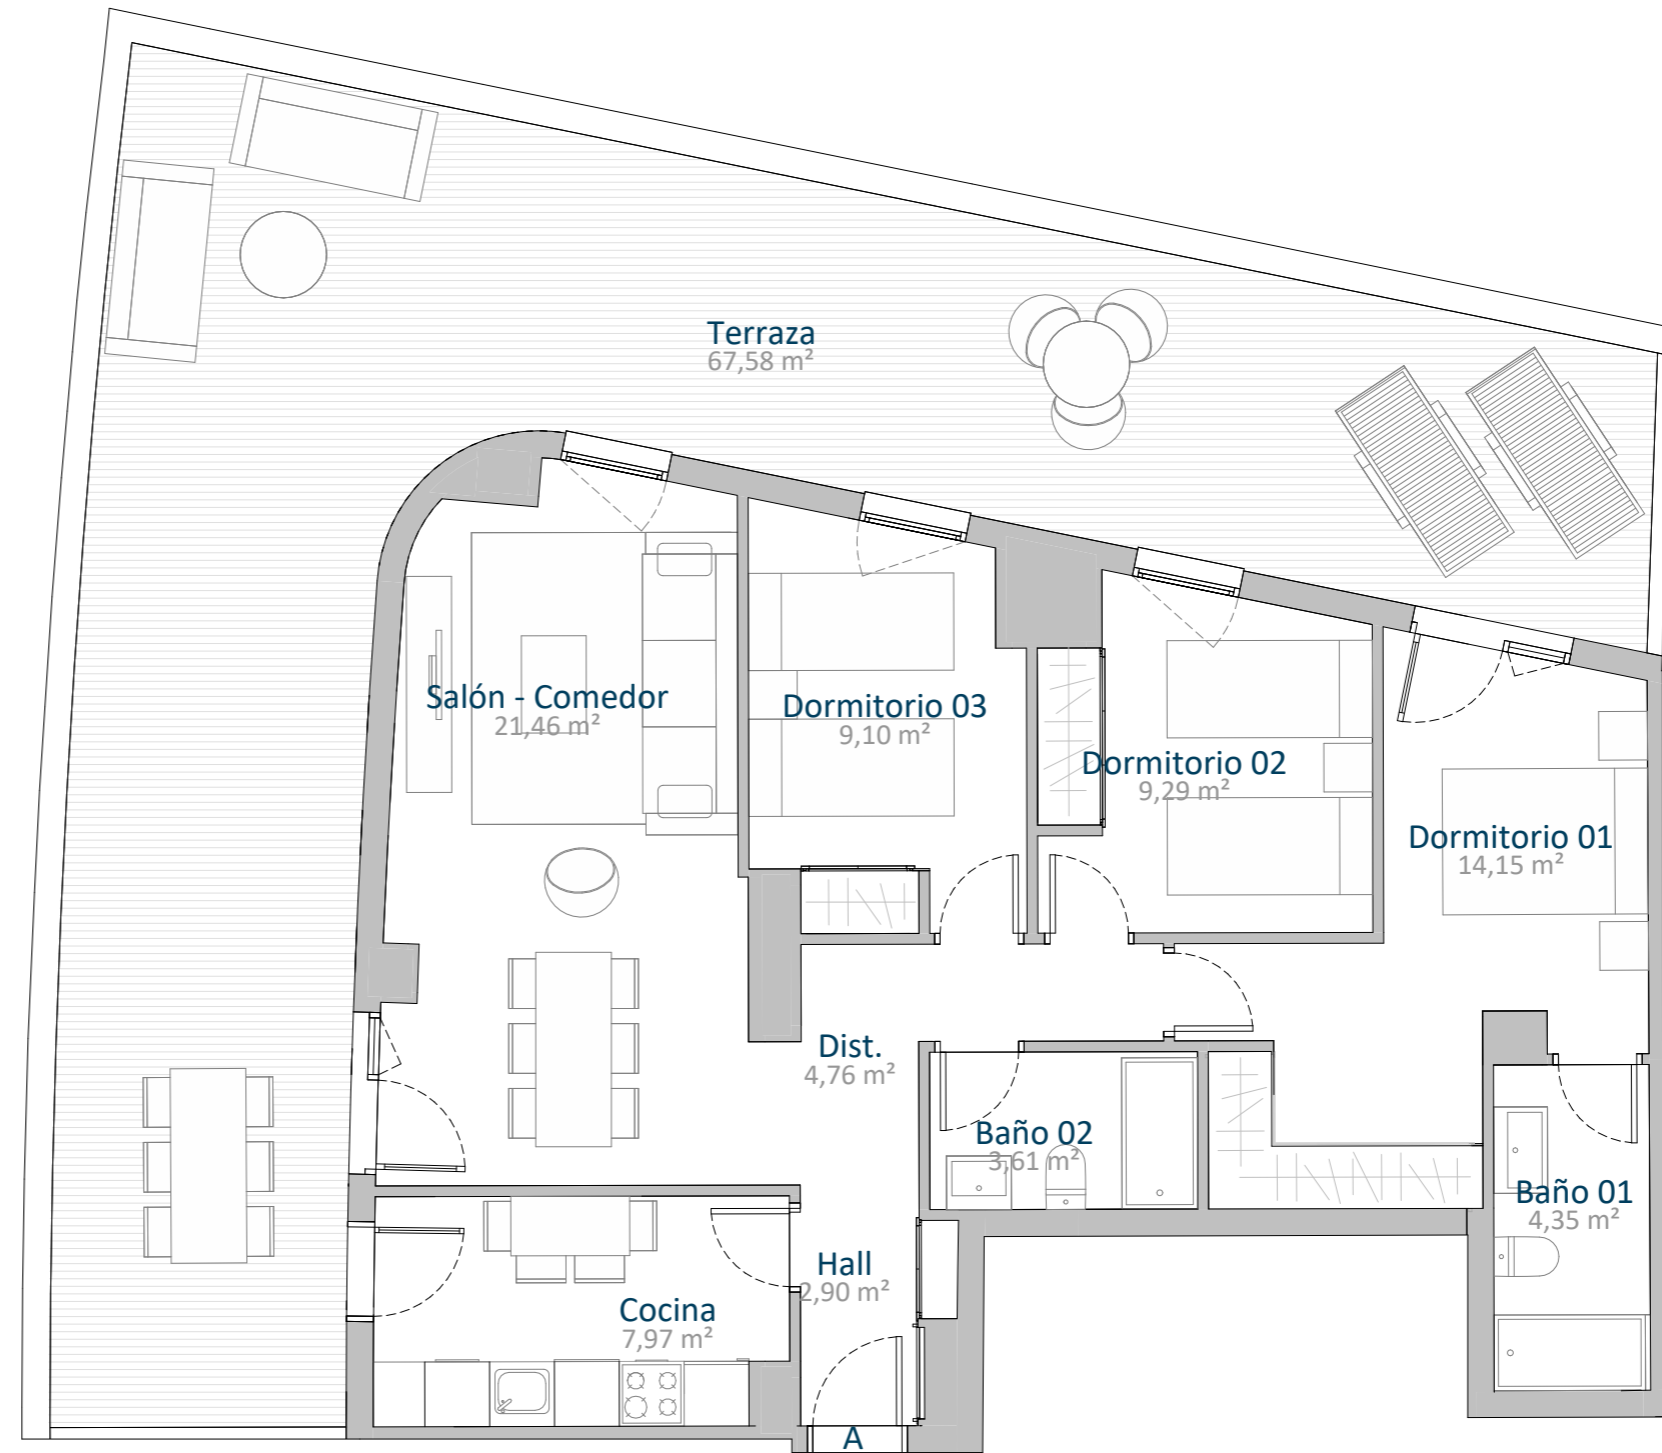 Terraza
67,58 m²
Salón - Comedor
21,46 m²
Dormitorio 03
9,10 m²
Dormitorio 02
9,29 m²
Dormitorio 01
14,15 m²
Dist.
4,76 m²
Baño 02
3,61 m²
Baño 01
4,35 m²
Hall
2,90 m²
Cocina
7,97 m²
A